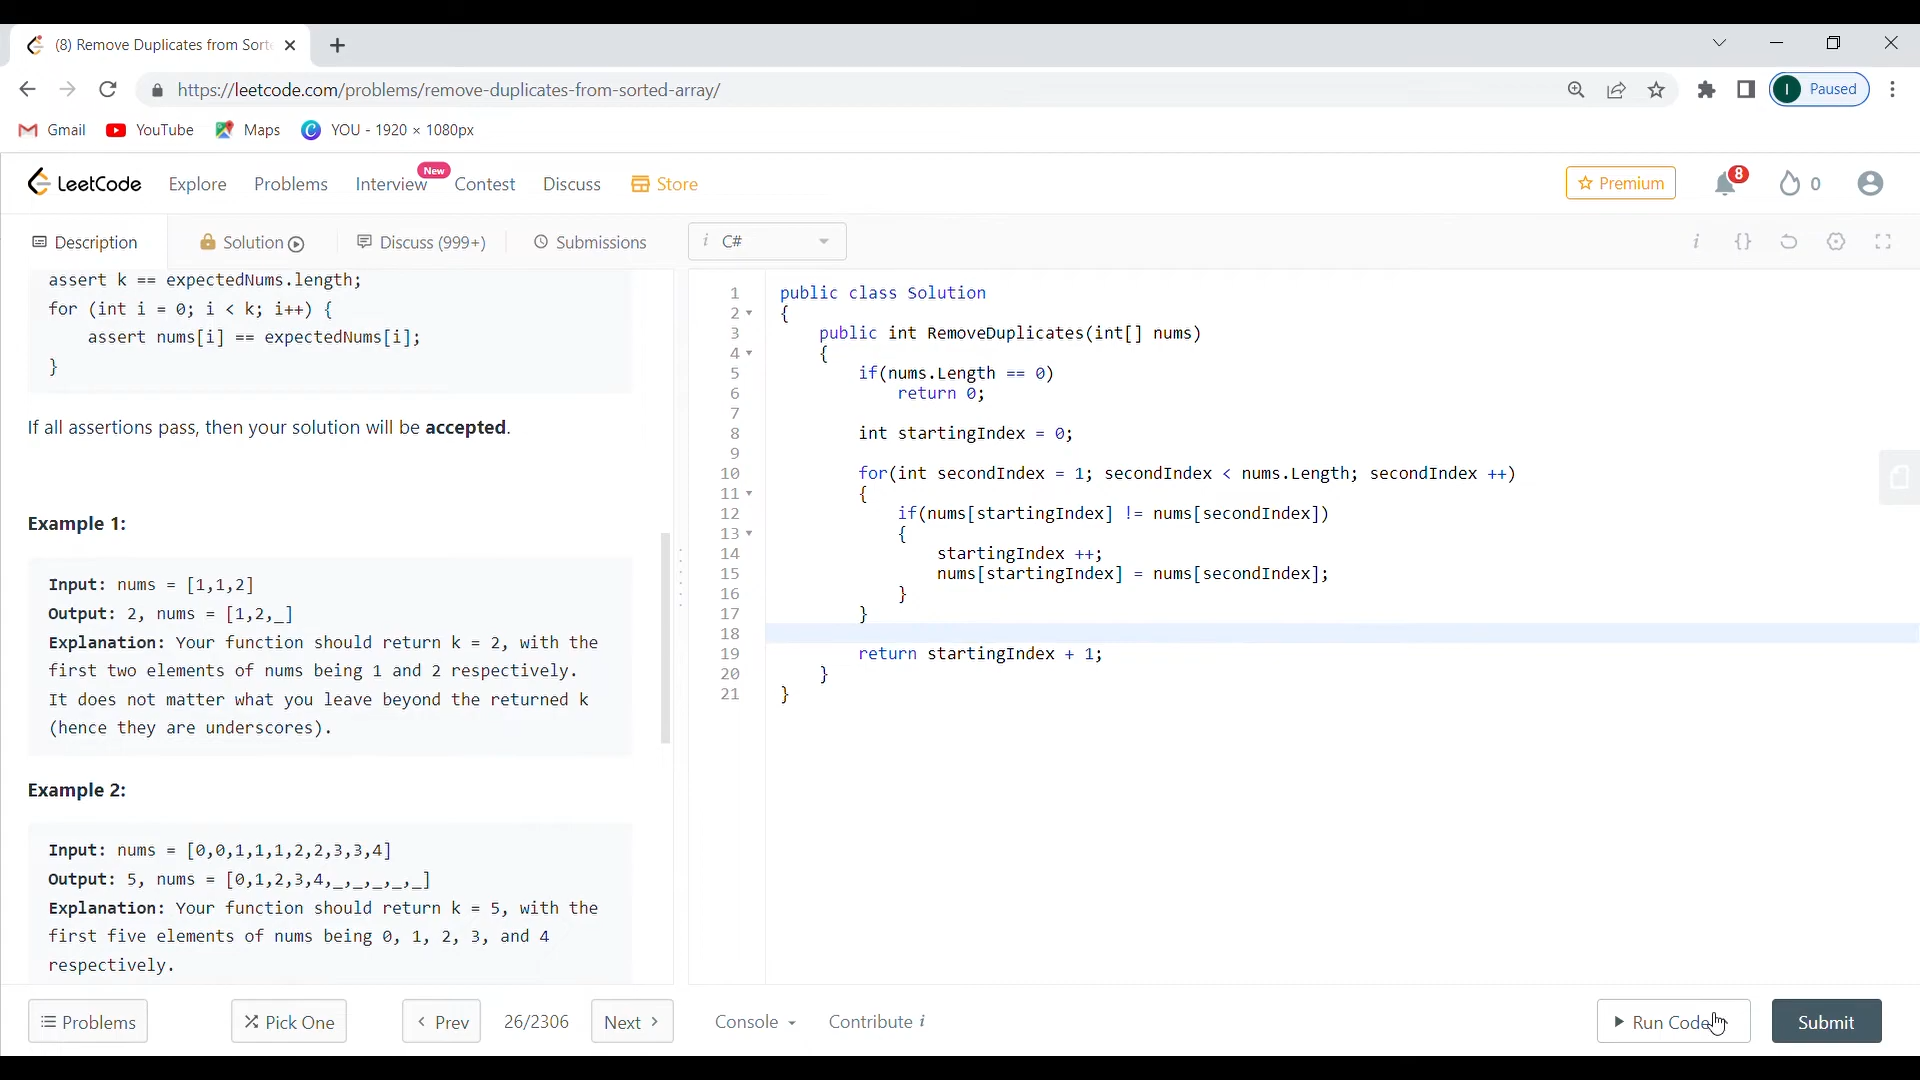 (8) Remove Duplicates from Sorte
https://leetcode.com/problems/remove-duplicates-from-sorted-array/
I Paused
Gmail YouTube Maps YOU - 1920 × 1080px
LeetCode Explore Problems Interview New Contest Discuss Store Premium 8 0
Description Solution Discuss (999+) Submissions i C# i {}
assert k == expectedNums.length;
for (int i = 0; i < k; i++) {
assert nums[i] == expectedNums[i];
}
If all assertions pass, then your solution will be accepted.
Example 1:
Input: nums = [1,1,2]
Output: 2, nums = [1,2,_]
Explanation: Your function should return k = 2, with the
first two elements of nums being 1 and 2 respectively.
It does not matter what you leave beyond the returned k
(hence they are underscores).
Example 2:
Input: nums = [0,0,1,1,1,2,2,3,3,4]
Output: 5, nums = [0,1,2,3,4,_,_,_,_,_]
Explanation: Your function should return k = 5, with the
first five elements of nums being 0, 1, 2, 3, and 4
respectively.
1 public class Solution
2 {
3 public int RemoveDuplicates(int[] nums)
4 {
5 if(nums.Length == 0)
6 return 0;
7
8 int startingIndex = 0;
9
10 for(int secondIndex = 1; secondIndex < nums.Length; secondIndex ++)
11 {
12 if(nums[startingIndex] != nums[secondIndex])
13 {
14 startingIndex ++;
15 nums[startingIndex] = nums[secondIndex];
16 }
17 }
18
19 return startingIndex + 1;
20 }
21 }
Problems Pick One Prev 26/2306 Next Console Contribute i Run Code Submit